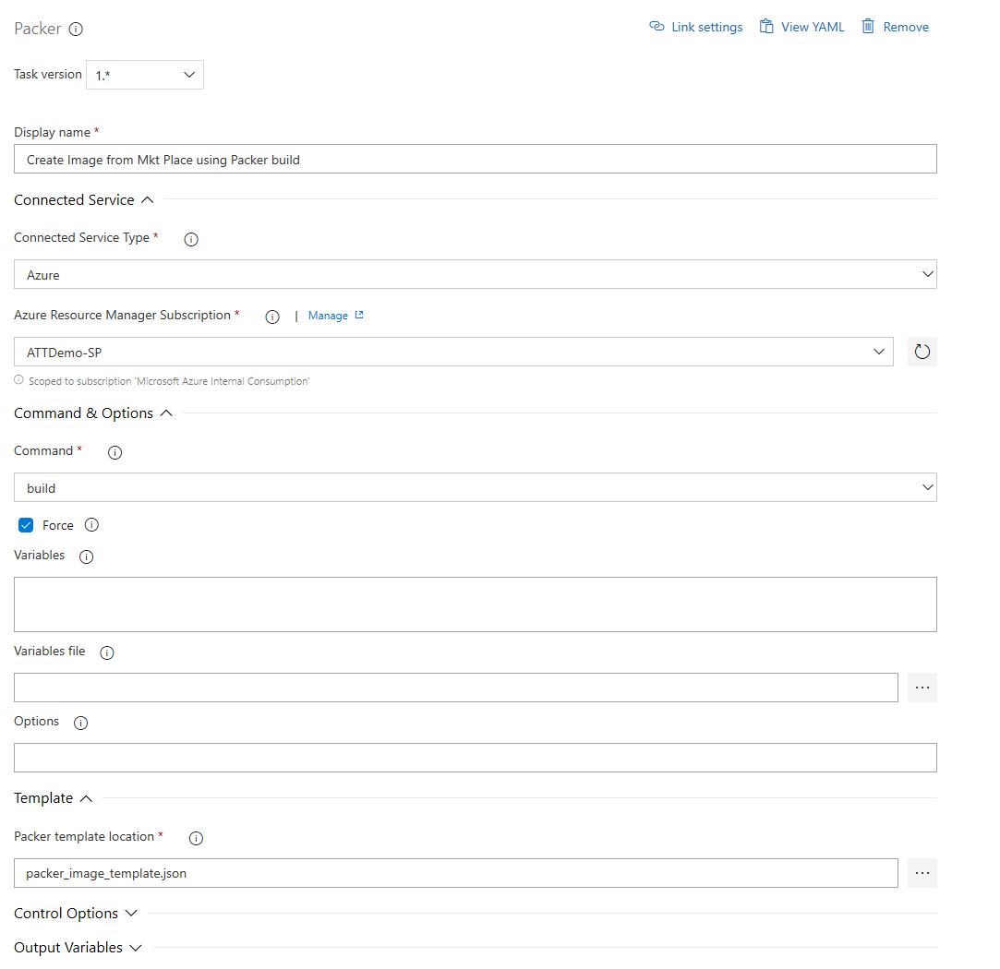 Packer
Link settings View YAML Remove
Task version 1.*
Display name *
Create Image from Mkt Place using Packer build
Connected Service
Connected Service Type *
Azure
Azure Resource Manager Subscription * | Manage
ATTDemo-SP
Scoped to subscription 'Microsoft Azure Internal Consumption'
Command & Options
Command *
build
Force
Variables
Variables file
...
Options
Template
Packer template location *
packer_image_template.json ...
Control Options
Output Variables